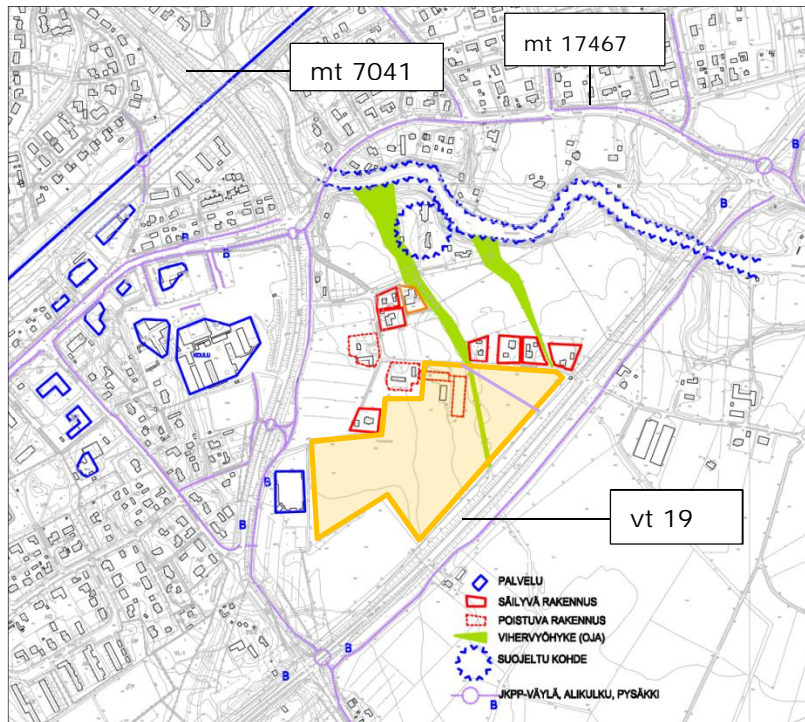 mt 17467
mt 7041
B
B
B
B
KOULU
B
B
vt 19
B
B
B
PALVELU
SÄILYVÄ RAKENNUS
POISTUVA RAKENNUS
VIHERVYÖHYKE (OJA)
SUOJELTU KOHDE
JKPP-VÄYLÄ, ALIKULKU, PYSÄKKI
B